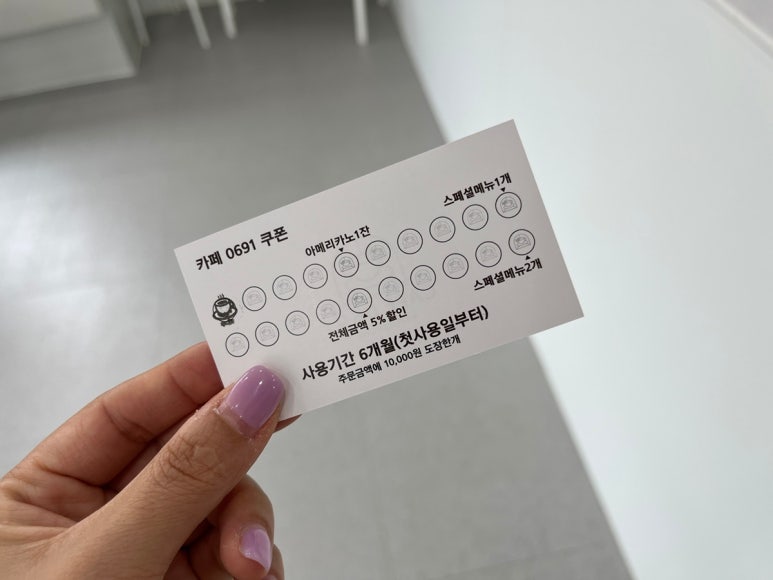 카페 0691 쿠폰
아메리카노1잔
스페셜메뉴1개
전체금액 5%할인
스페셜메뉴2개
사용기간 6개월(첫사용일부터)
주문금액에 10,000원 도장한개